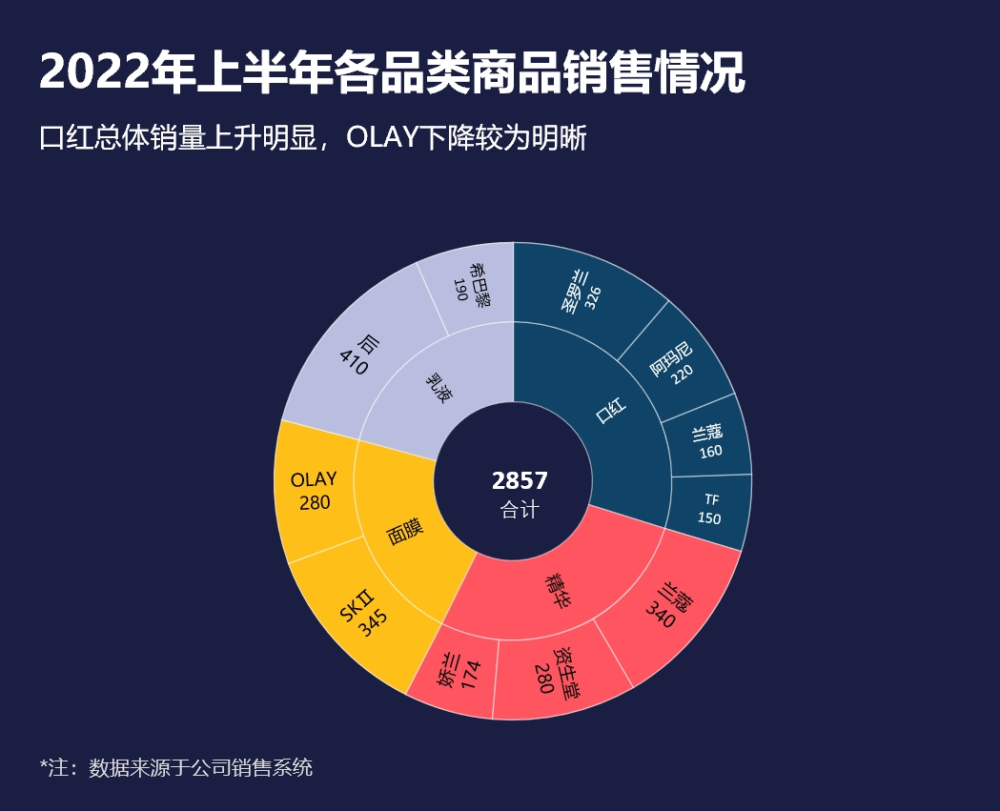 2022年上半年各品类商品销售情况
口红总体销量上升明显，OLAY下降较为明晰
希巴黎
190
圣罗兰
326
后
410
阿玛尼
220
乳液
口红
兰蔻
160
OLAY
280
2857
合计
TF
150
面膜
精华
SKⅡ
345
兰蔻
340
娇兰
174
资生堂
280
*注：数据来源于公司销售系统